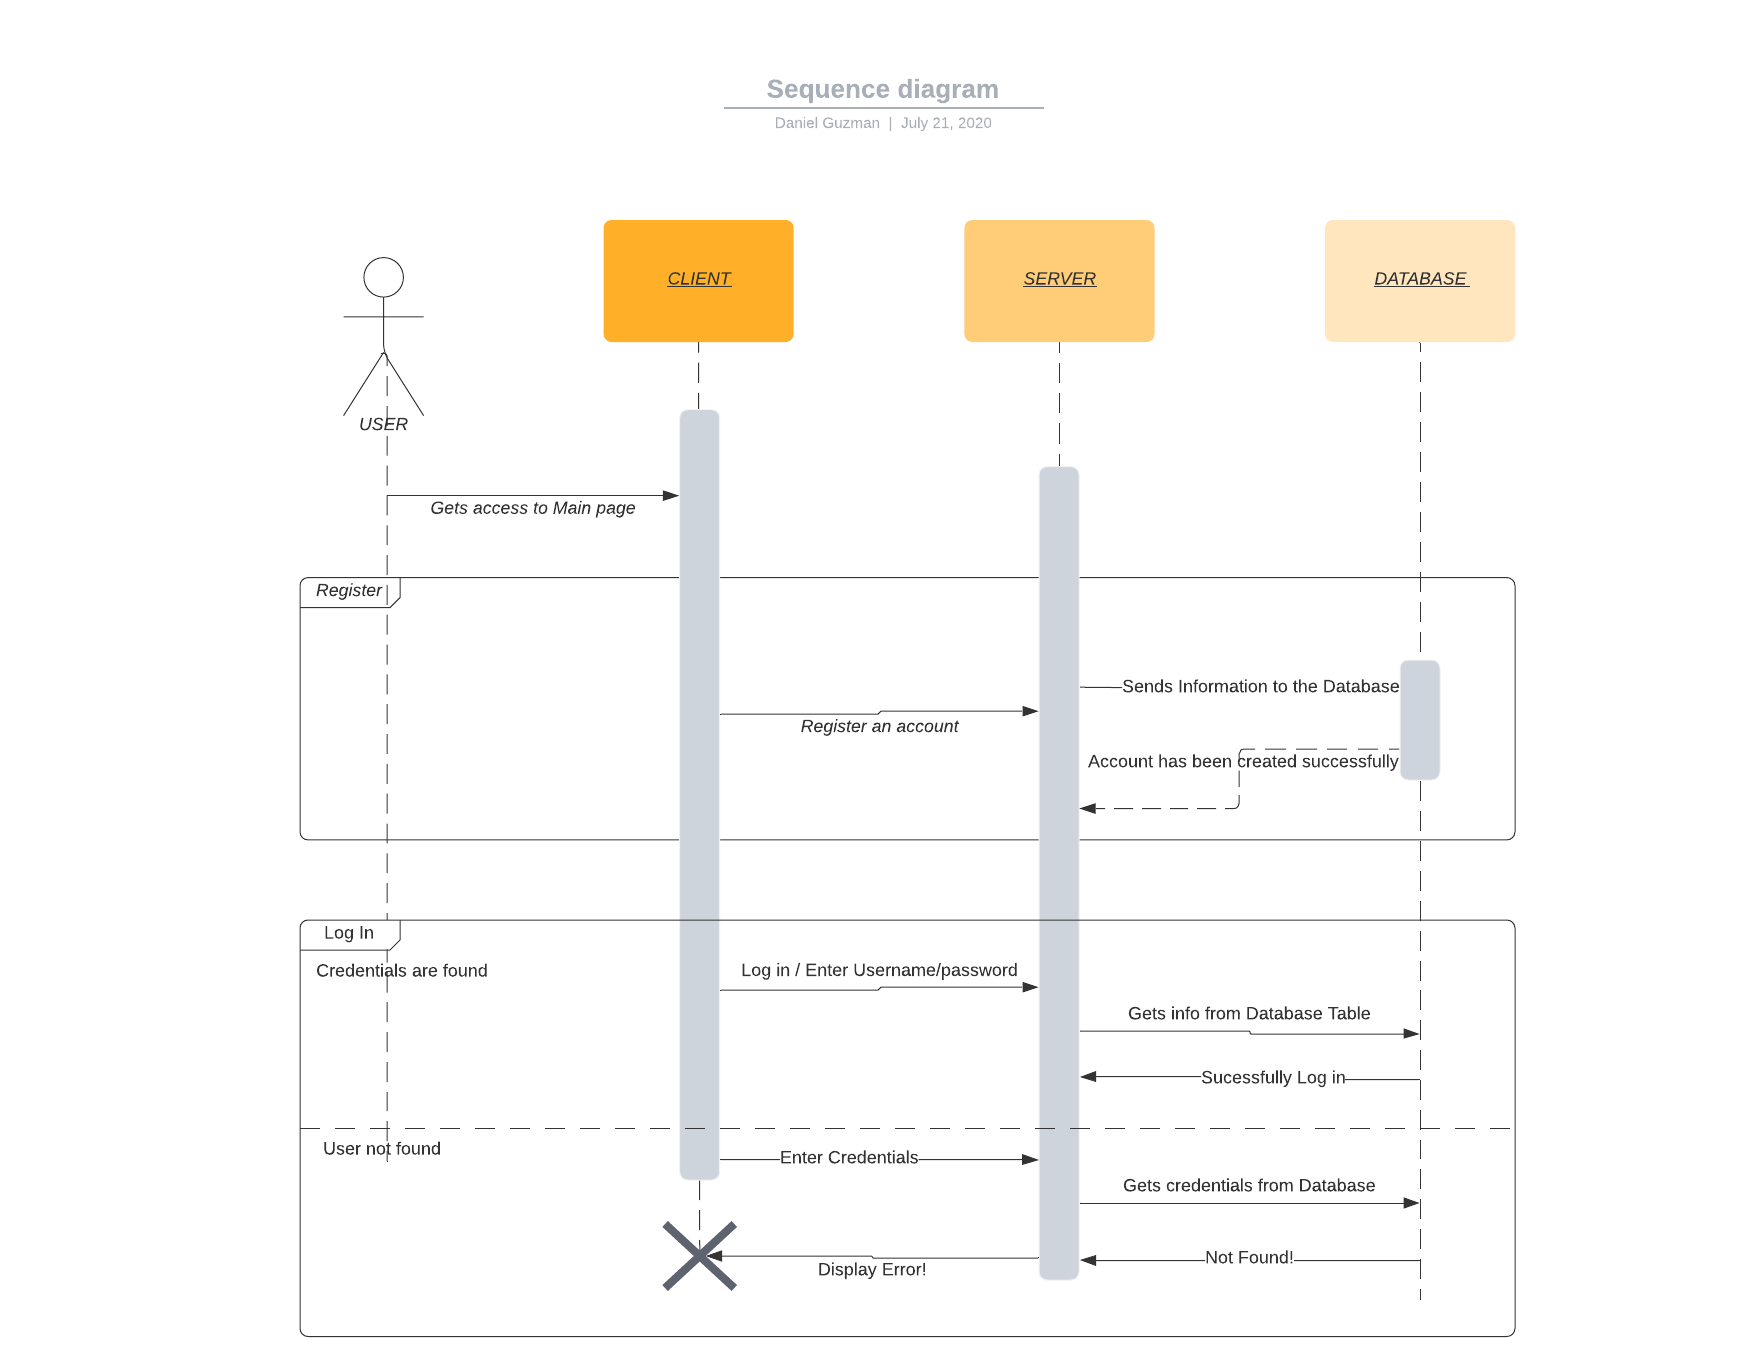 Sequence diagram
Daniel Guzman | July 21, 2020
CLIENT
SERVER
DATABASE
USER
Gets access to Main page
Register
Sends Information to the Database
Register an account
Account has been created successfully
Log In
Credentials are found
Log in / Enter Username/password
Gets info from Database Table
Sucessfully Log in
User not found
Enter Credentials
Gets credentials from Database
Not Found!
Display Error!